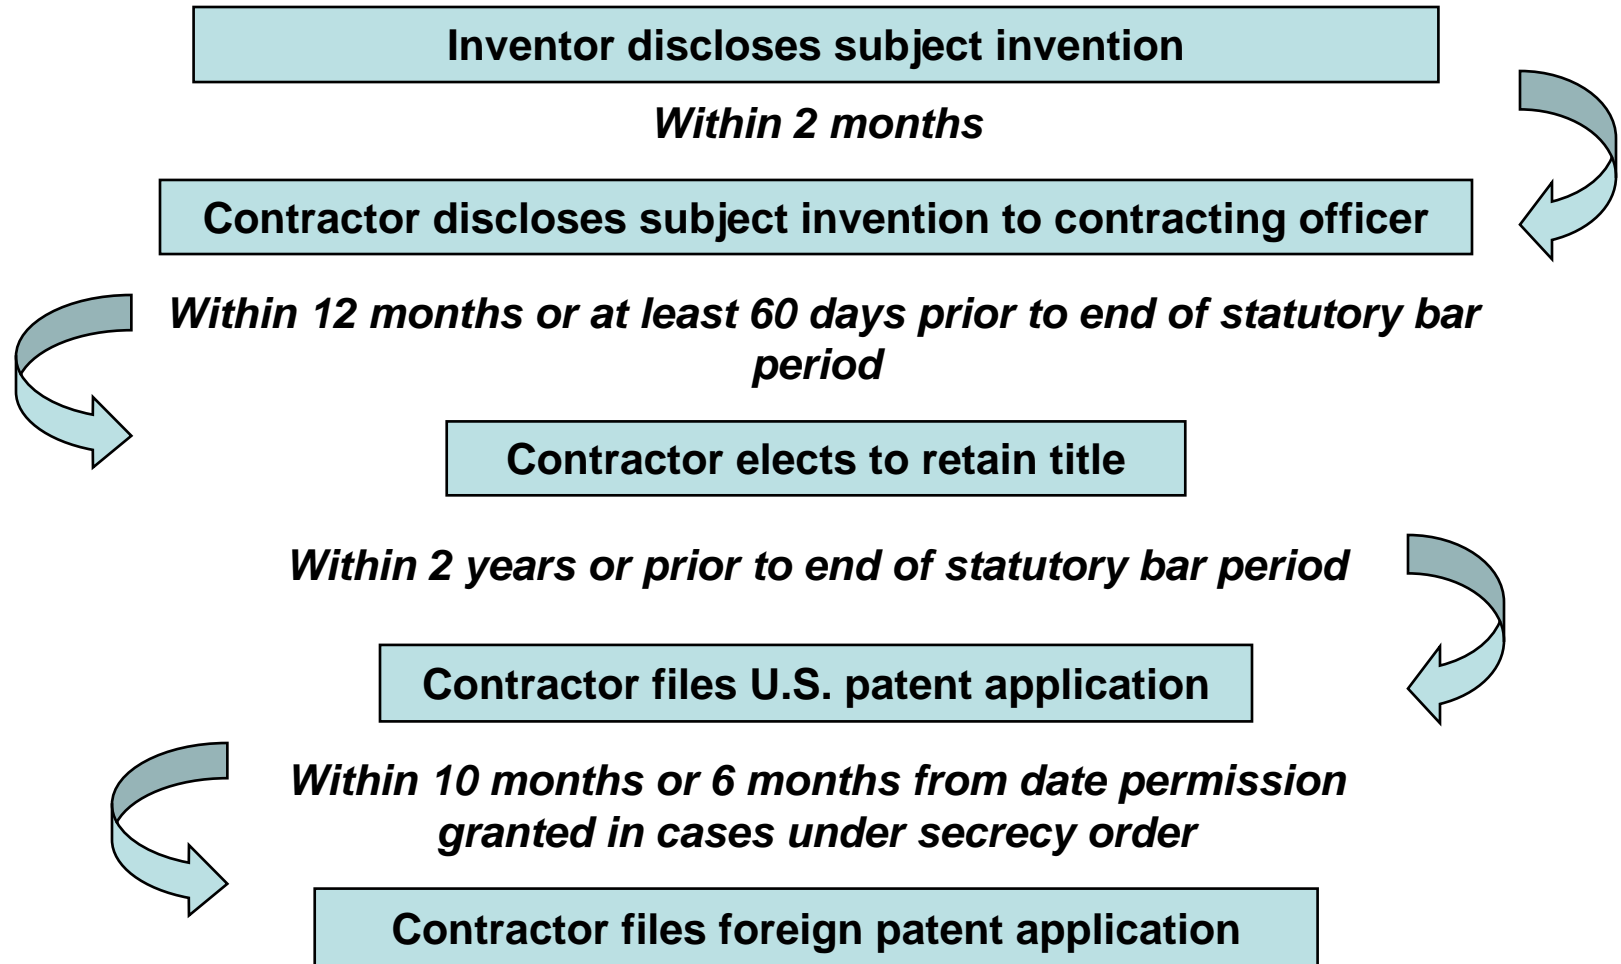 Inventor discloses subject invention
Within 2 months
Contractor discloses subject invention to contracting officer
Within 12 months or at least 60 days prior to end of statutory bar
period
Contractor elects to retain title
Within 2 years or prior to end of statutory bar period
Contractor files U.S. patent application
Within 10 months or 6 months from date permission
granted in cases under secrecy order
Contractor files foreign patent application